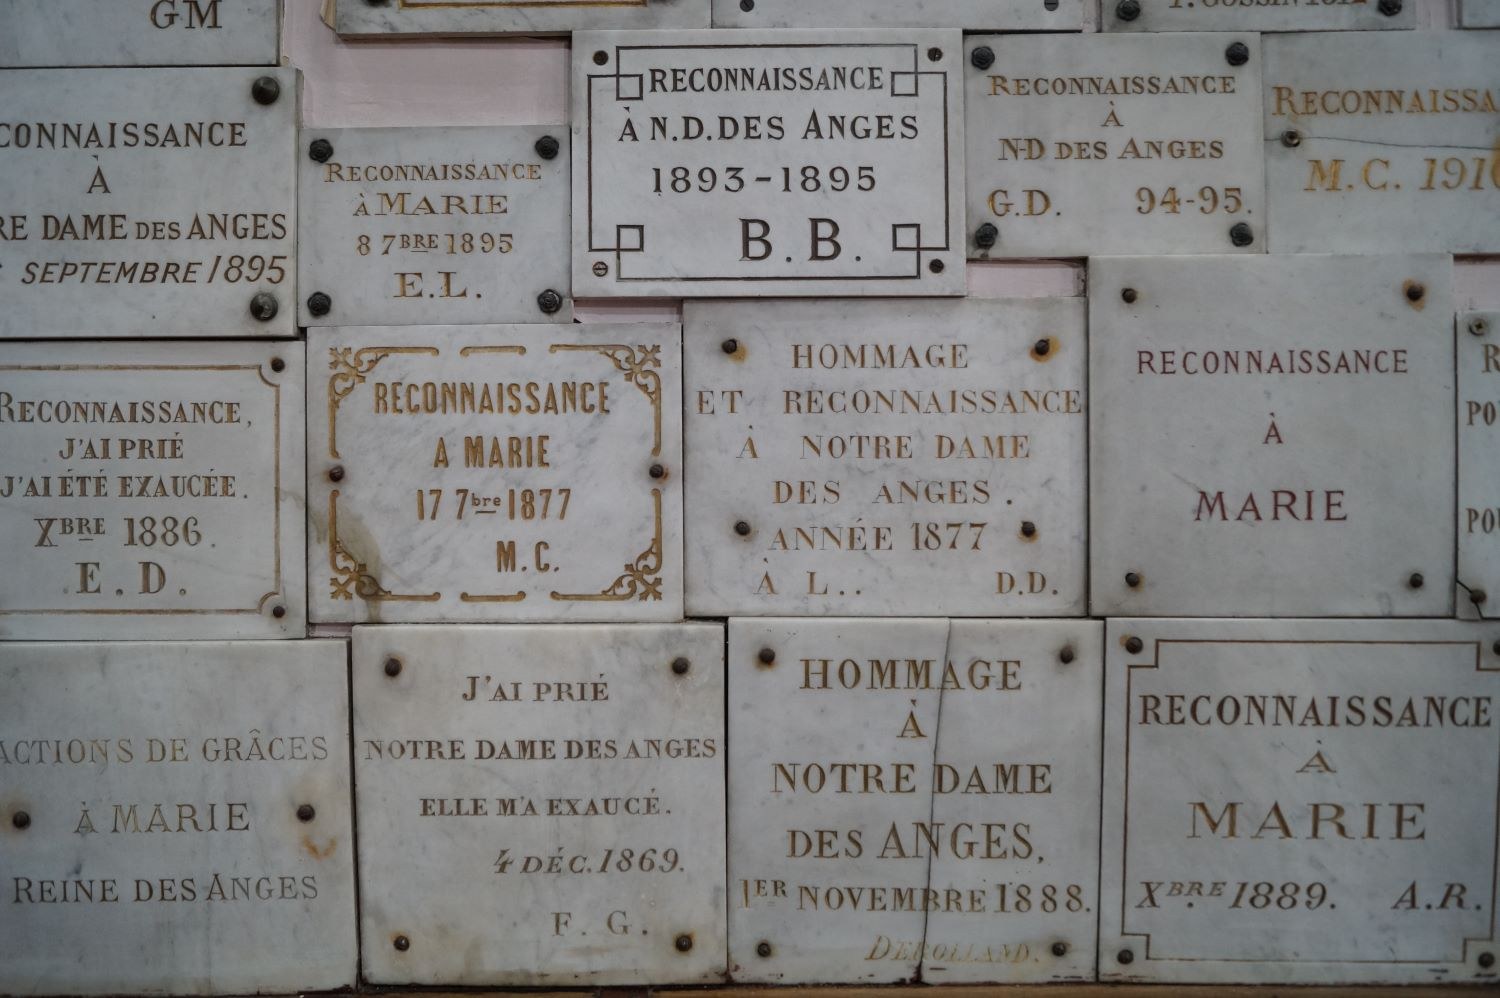 GM
CONNAISSANCE
À
RE DAME DES ANGES
SEPTEMBRE 1895
RECONNAISSANCE
À MARIE
8 7BRE 1895
E.L.
RECONNAISSANCE
À N.D. DES ANGES
1893-1895
B.B.
RECONNAISSANCE
À
N-D DES ANGES
G.D. 94-95.
RECONNAISSA
M.C. 191
RECONNAISSANCE,
J'AI PRIÉ
J'AI ÉTÉ EXAUCÉE.
XBRE 1886.
E.D.
RECONNAISSANCE
A MARIE
17 7bre 1877
M.C.
HOMMAGE
ET RECONNAISSANCE
À NOTRE DAME
DES ANGES.
ANNÉE 1877
À L.. D.D.
RECONNAISSANCE
À
MARIE
R
PO
PO
ACTIONS DE GRÂCES
À MARIE
REINE DES ANGES
J'AI PRIÉ
NOTRE DAME DES ANGES
ELLE M'A EXAUCÉ.
4 DÉC. 1869.
F. G.
HOMMAGE
À
NOTRE DAME
DES ANGES,
1ER NOVEMBRE 1888.
DEROLLAND.
RECONNAISSANCE
À
MARIE
XBRE 1889. A.R.